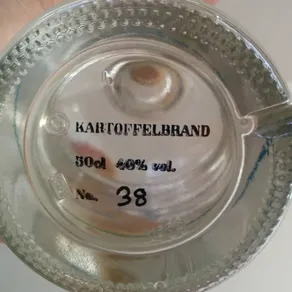 KARTOFFELBRAND
50cl 40% vol.
No. 38